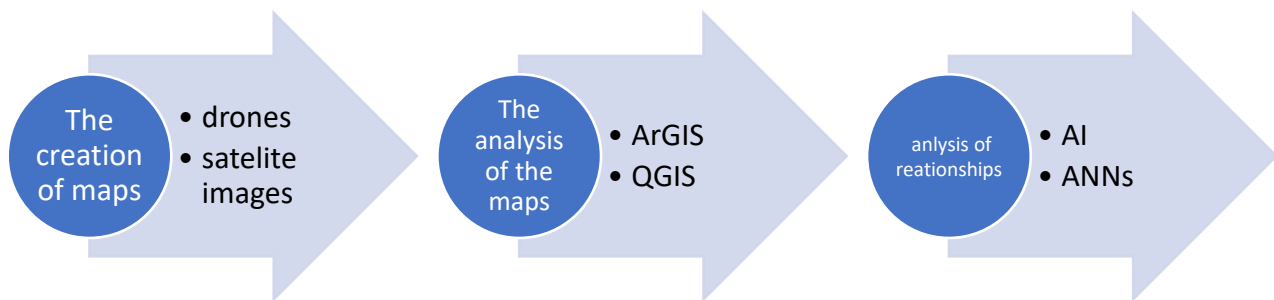 The
creation
of maps
• drones
• satelite
images
The
analysis
of the
maps
• ArGIS
• QGIS
anlysis of
reationships
• AI
• ANNs